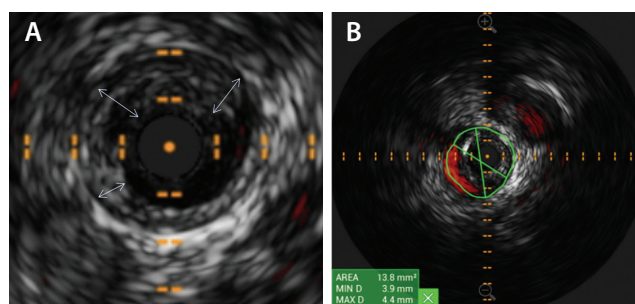 A
B
AREA 13.8 mm²
MIN D 3.9 mm
MAX D 4.4 mm